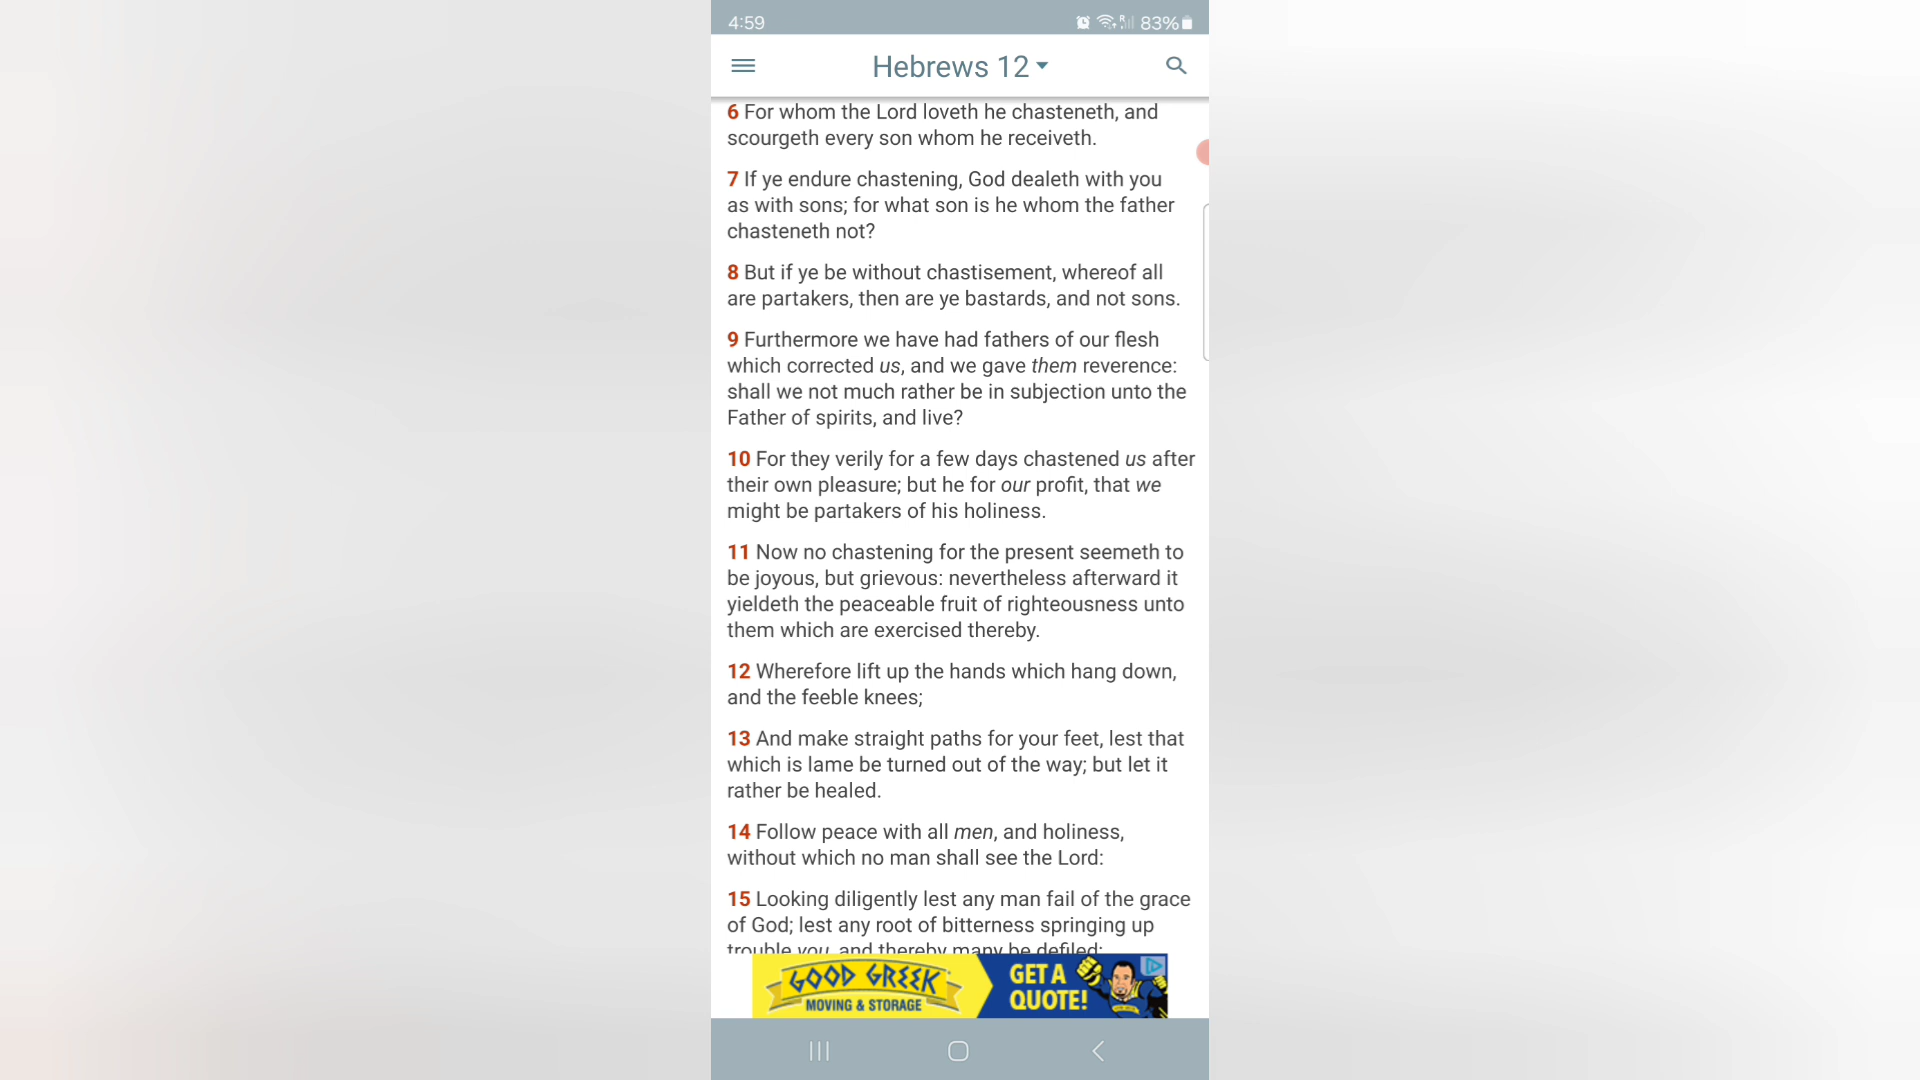 4:59
R
83%
Hebrews 12
6 For whom the Lord loveth he chasteneth, and
scourgeth every son whom he receiveth.
7 If ye endure chastening, God dealeth with you
as with sons; for what son is he whom the father
chasteneth not?
8 But if ye be without chastisement, whereof all
are partakers, then are ye bastards, and not sons.
9 Furthermore we have had fathers of our flesh
which corrected us, and we gave them reverence:
shall we not much rather be in subjection unto the
Father of spirits, and live?
10 For they verily for a few days chastened us after
their own pleasure; but he for our profit, that we
might be partakers of his holiness.
11 Now no chastening for the present seemeth to
be joyous, but grievous: nevertheless afterward it
yieldeth the peaceable fruit of righteousness unto
them which are exercised thereby.
12 Wherefore lift up the hands which hang down,
and the feeble knees;
13 And make straight paths for your feet, lest that
which is lame be turned out of the way; but let it
rather be healed.
14 Follow peace with all men, and holiness,
without which no man shall see the Lord:
15 Looking diligently lest any man fail of the grace
of God; lest any root of bitterness springing up
trouble you, and thereby many be defiled;
GOOD GREEK
MOVING & STORAGE
GET A
QUOTE!